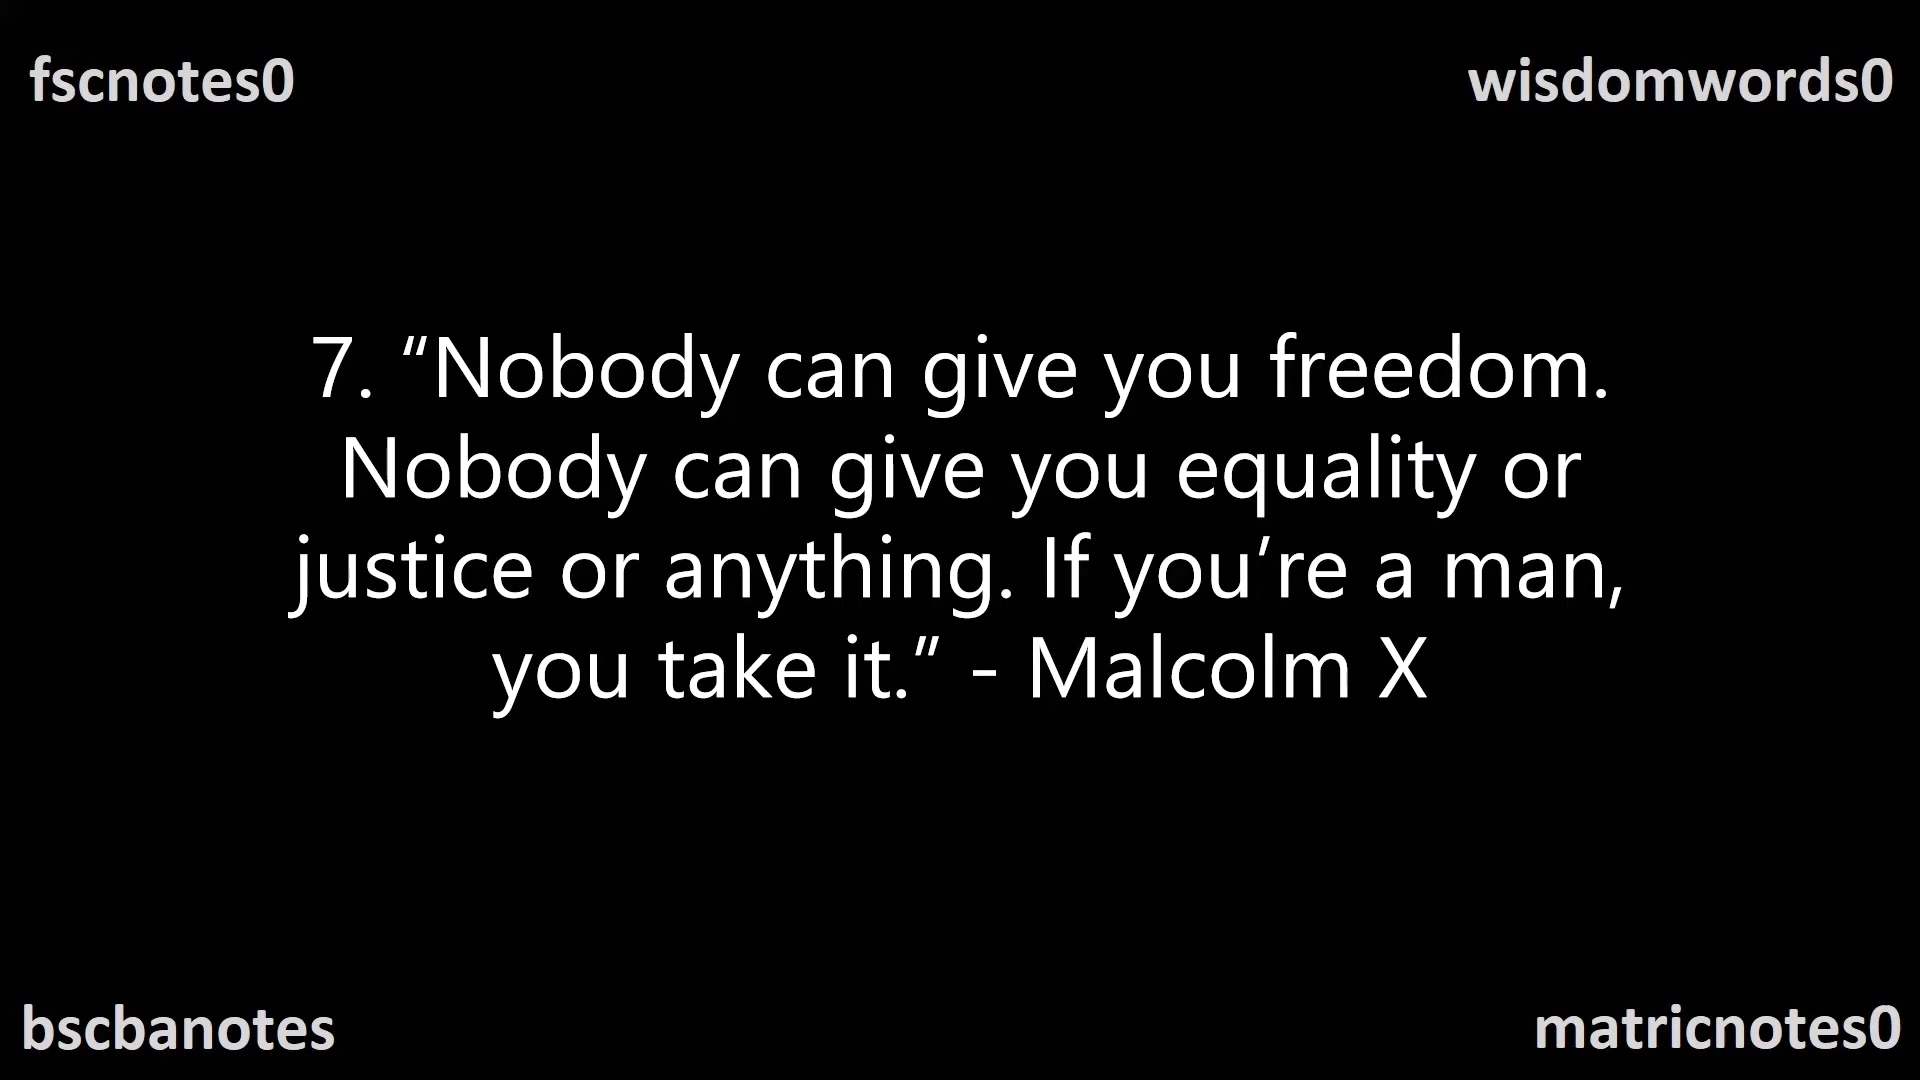 fscnotes0
wisdomwords0
7. “Nobody can give you freedom.
Nobody can give you equality or
justice or anything. If you’re a man,
you take it.” - Malcolm X
bscbanotes
matricnotes0